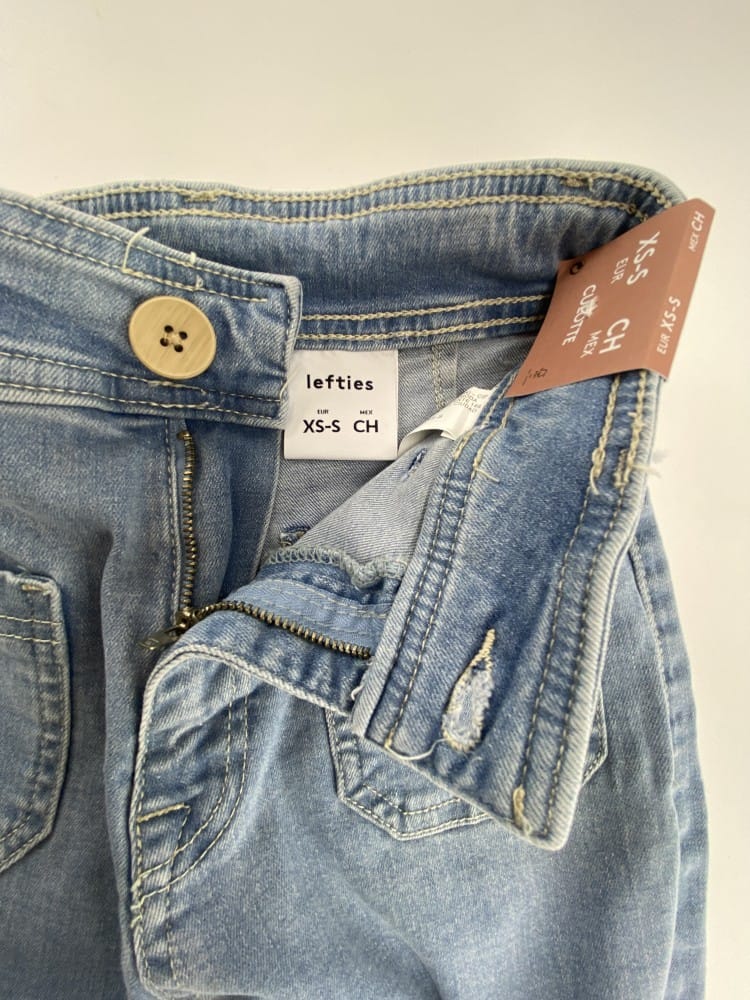 lefties
EUR MEX
XS-S CH
XS-S CH
EUR MEX
CULOTTE
EUR XS-S
MEX CH